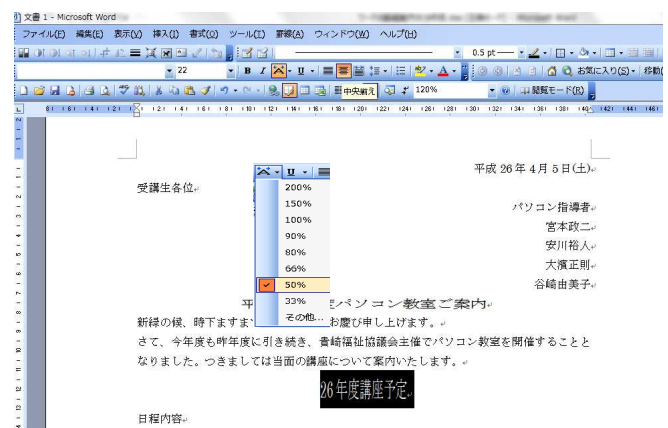 文書 1 - Microsoft Word
ファイル(F) 編集(E) 表示(V) 挿入(I) 書式(O) ツール(T) 罫線(A) ウィンドウ(W) ヘルプ(H)
0.5 pt
22 B I U A お気に入り(S) 移動(
中央揃え 120% 閲覧モード(R)
平成 26 年 4 月 5 日(土)
受講生各位
パソコン指導者
宮本政二
安川裕人
大濱正則
谷崎由美子
U
200%
150%
100%
90%
80%
66%
50%
33%
その他...
パソコン教室ご案内
新緑の候、時下ますま お慶び申し上げます。
さて、今年度も昨年度に引き続き、貴崎福祉協議会主催でパソコン教室を開催することと
なりました。つきましては当面の講座について案内いたします。
26 年度講座予定
日程内容